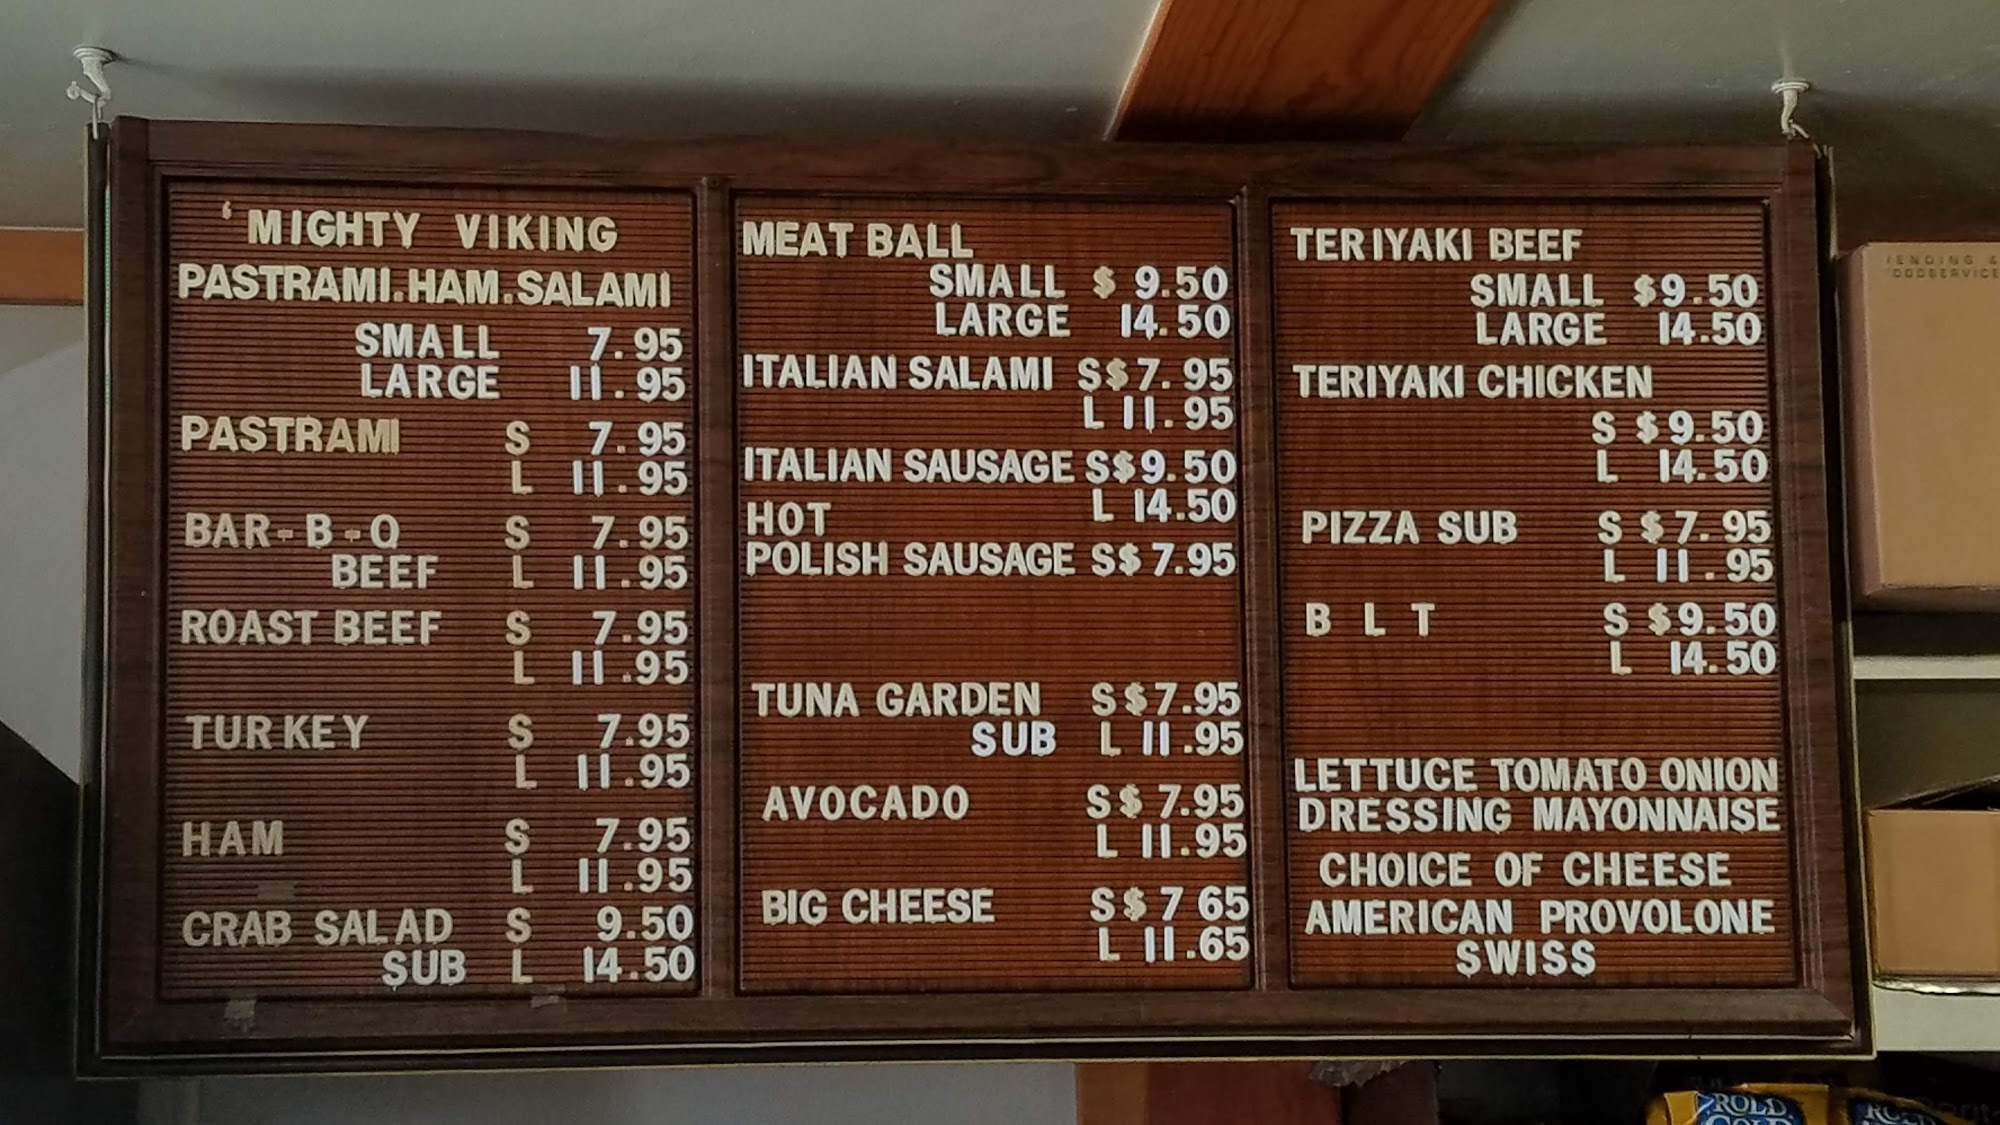 'MIGHTY VIKING
PASTRAMI.HAM.SALAMI
SMALL 7.95
LARGE 11.95
PASTRAMI S 7.95
L 11.95
BAR-B-Q S 7.95
BEEF L 11.95
ROAST BEEF S 7.95
L 11.95
TURKEY S 7.95
L 11.95
HAM S 7.95
L 11.95
CRAB SALAD S 9.50
SUB L 14.50
MEAT BALL
SMALL $ 9.50
LARGE 14.50
ITALIAN SALAMI S $ 7.95
L 11.95
ITALIAN SAUSAGE S $ 9.50
L 14.50
HOT
POLISH SAUSAGE S $ 7.95
TUNA GARDEN S $ 7.95
SUB L 11.95
AVOCADO S $ 7.95
L 11.95
BIG CHEESE S $ 7 65
L 11.65
TERIYAKI BEEF
SMALL $9.50
LARGE 14.50
TERIYAKI CHICKEN
S $9.50
L 14.50
PIZZA SUB S $7.95
L 11.95
B L T S $9.50
L 14.50
LETTUCE TOMATO ONION
DRESSING MAYONNAISE
CHOICE OF CHEESE
AMERICAN PROVOLONE
SWISS
ROLD
GOLD